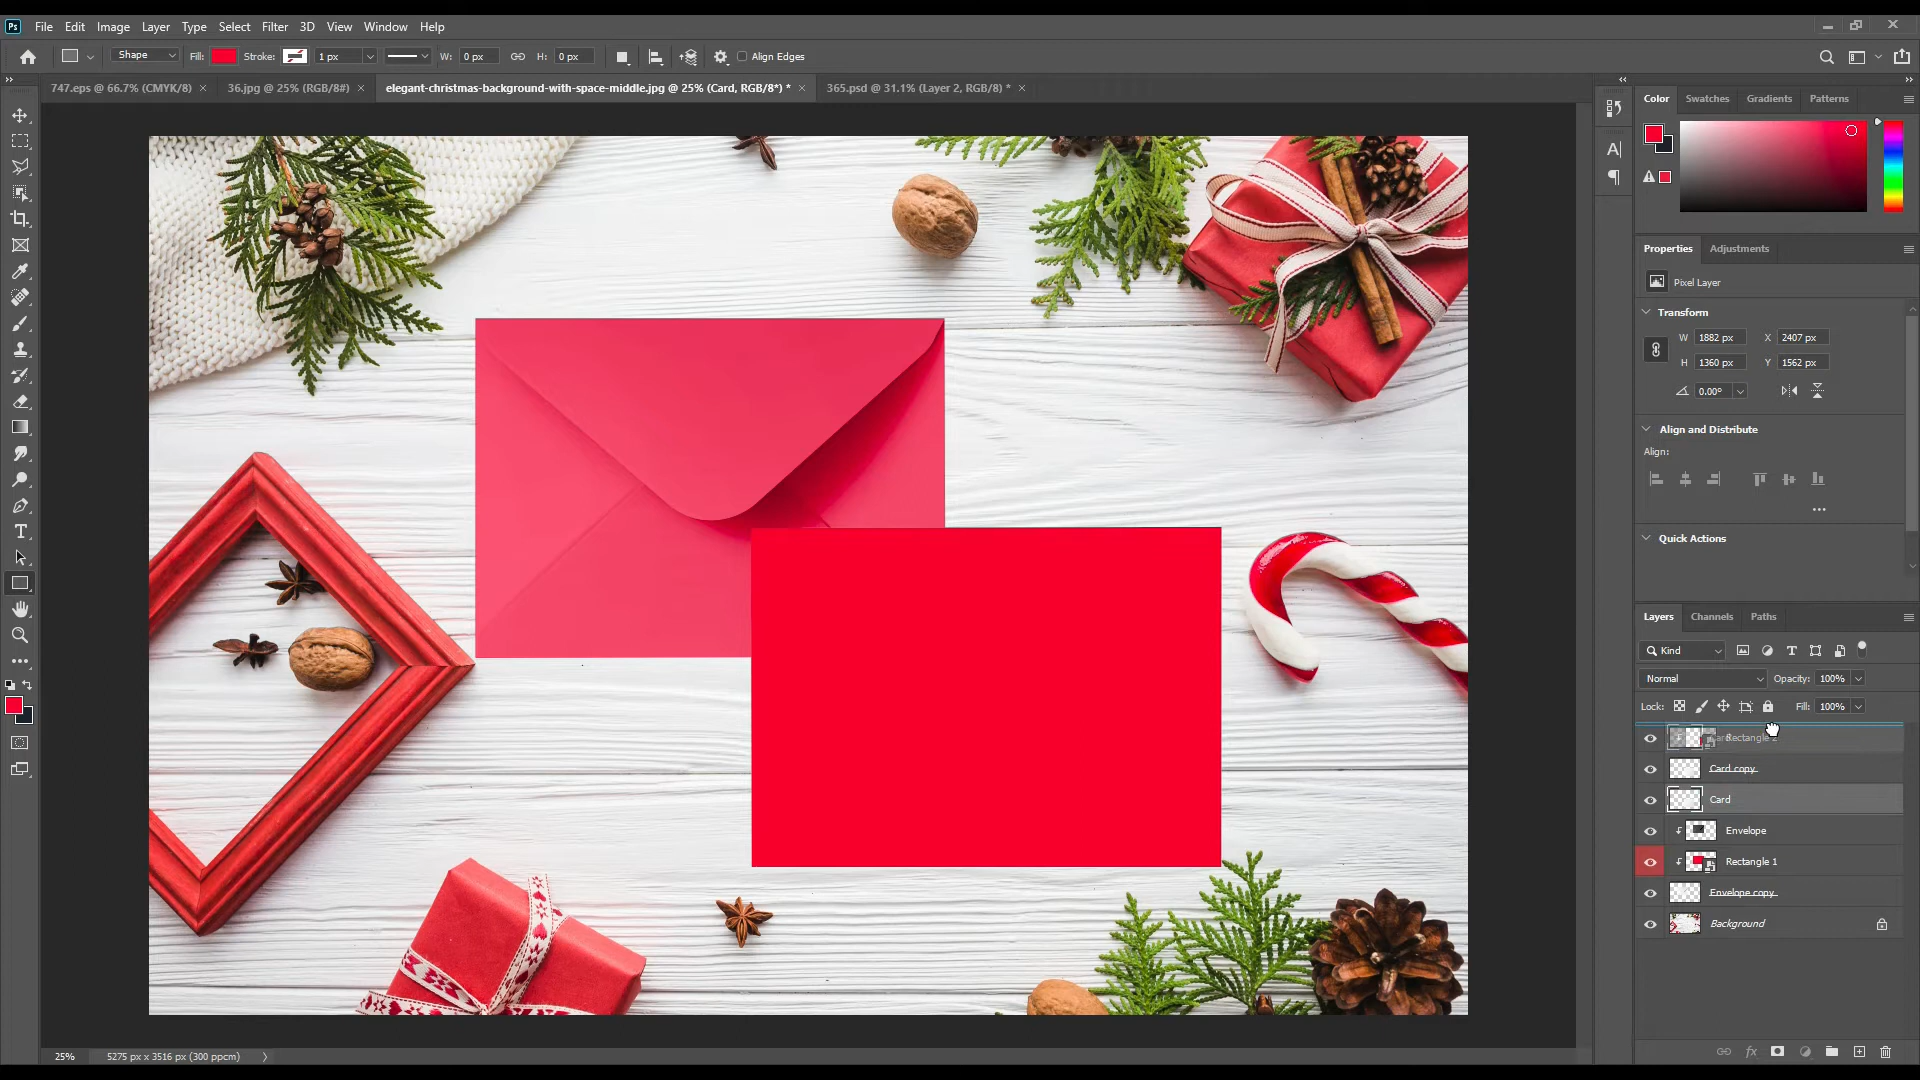 Ps File Edit Image Layer Type Select Filter 3D View Window Help
Shape Fill: Stroke: 1 px W: 0 px H: 0 px Align Edges
747.eps @ 66.7% (CMYK/8) × 36.jpg @ 25% (RGB/8#) × elegant-christmas-background-with-space-middle.jpg @ 25% (Card, RGB/8*) * × 365.psd @ 31.1% (Layer 2, RGB/8) * ×
Color Swatches Gradients Patterns
Properties Adjustments
Pixel Layer
Transform
W 1882 px X 2407 px
H 1360 px Y 1562 px
0.00°
Align and Distribute
Align:
Quick Actions
Layers Channels Paths
Kind
Normal Opacity: 100%
Lock: Fill: 100%
Rectangle 2
Card copy
Card
Envelope
Rectangle 1
Envelope copy
Background
25% 5275 px x 3516 px (300 ppcm)